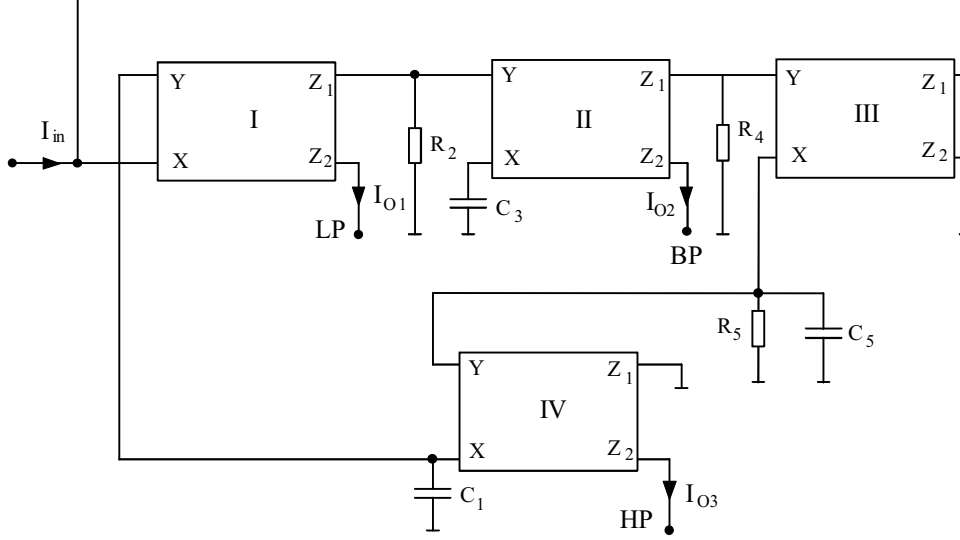 Y Z1 Y Z1 Y Z1
I II III
Iin R2 R4
X Z2 X Z2 X Z2
IO1 C3 IO2
LP BP
R5 C5
Y Z1
IV
X Z2
C1 IO3
HP